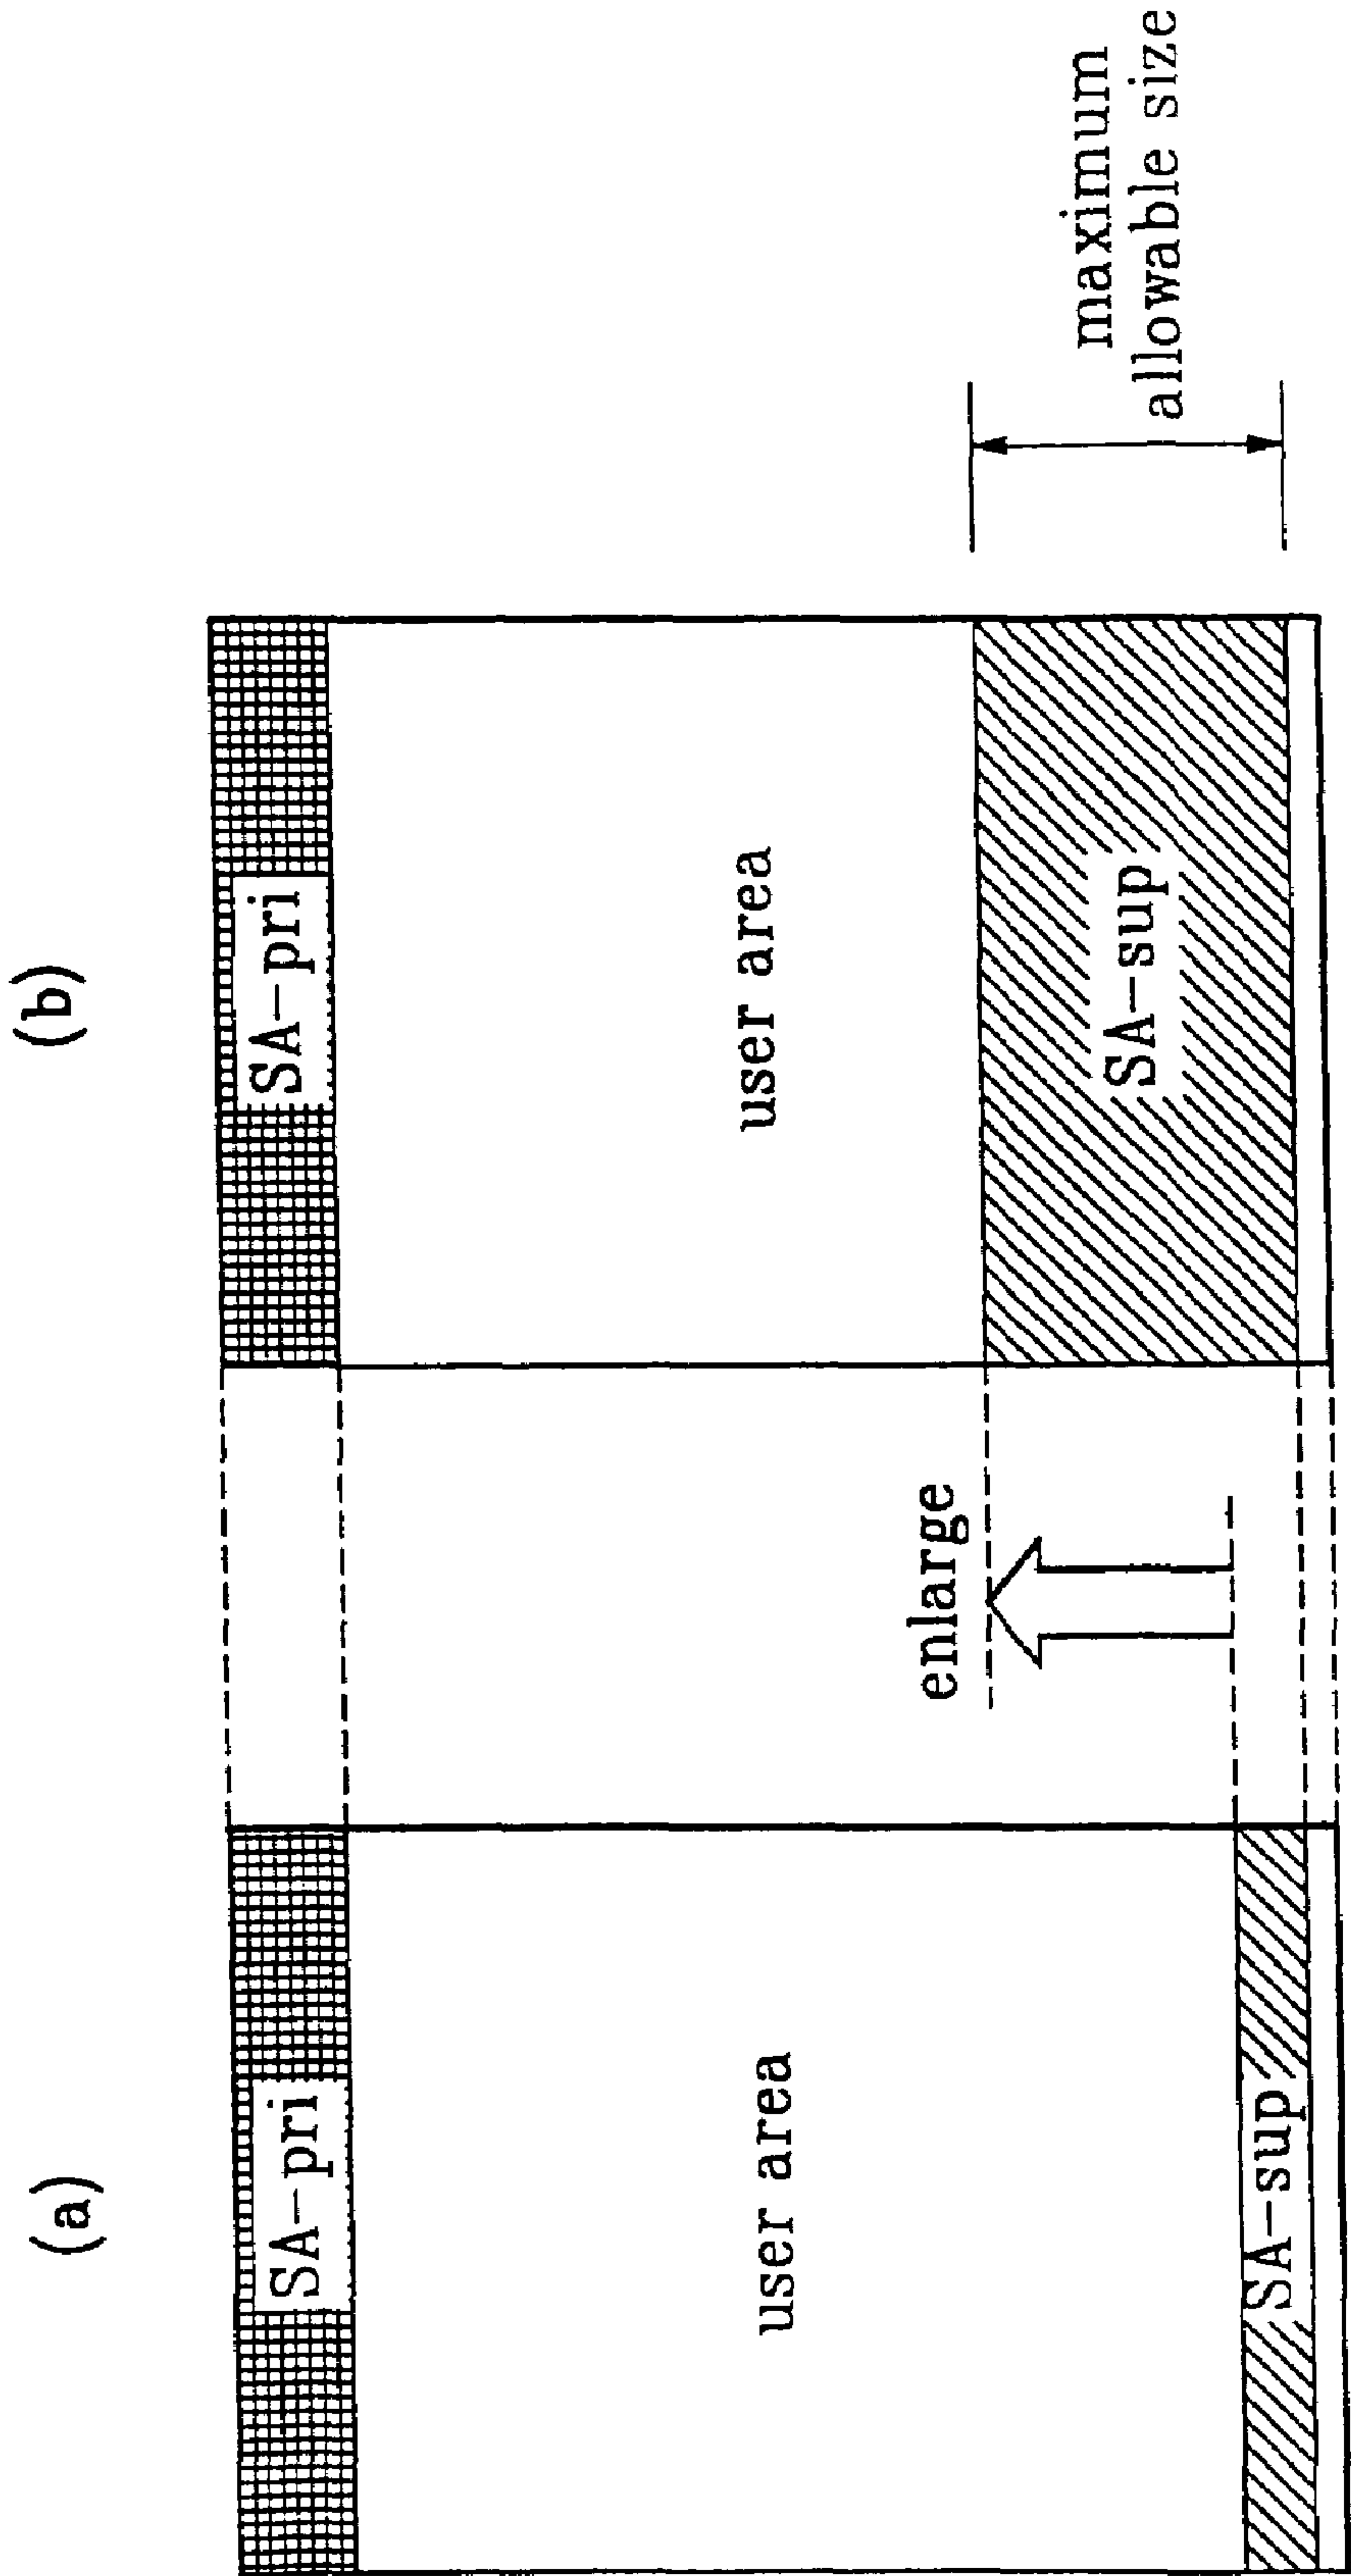 (a)
SA-pri
user area
SA-sup
enlarge
(b)
SA-pri
user area
SA-sup
maximum
allowable size